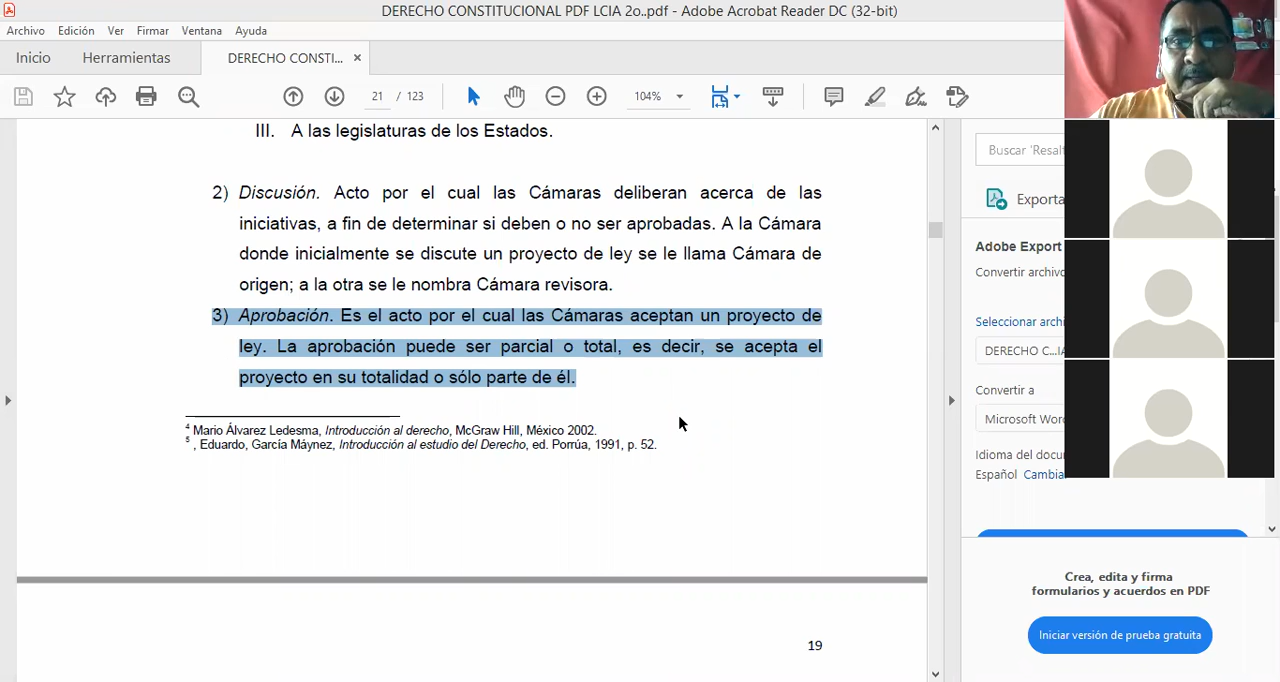 DERECHO CONSTITUCIONAL PDF LCIA 2o..pdf - Adobe Acrobat Reader DC (32-bit)
Archivo Edición Ver Firmar Ventana Ayuda
Inicio Herramientas DERECHO CONSTI... ×
21 / 123 104%
III. A las legislaturas de los Estados.
2) Discusión. Acto por el cual las Cámaras deliberan acerca de las
iniciativas, a fin de determinar si deben o no ser aprobadas. A la Cámara
donde inicialmente se discute un proyecto de ley se le llama Cámara de
origen; a la otra se le nombra Cámara revisora.
3) Aprobación. Es el acto por el cual las Cámaras aceptan un proyecto de
ley. La aprobación puede ser parcial o total, es decir, se acepta el
proyecto en su totalidad o sólo parte de él.
4 Mario Álvarez Ledesma, Introducción al derecho, McGraw Hill, México 2002.
5 , Eduardo, García Máynez, Introducción al estudio del Derecho, ed. Porrúa, 1991, p. 52.
19
Buscar 'Resalt
Exporta
Adobe Export
Convertir archivo
Seleccionar archi
DERECHO C...IA
Convertir a
Microsoft Word
Idioma del docum
Español Cambia
Crea, edita y firma
formularios y acuerdos en PDF
Iniciar versión de prueba gratuita